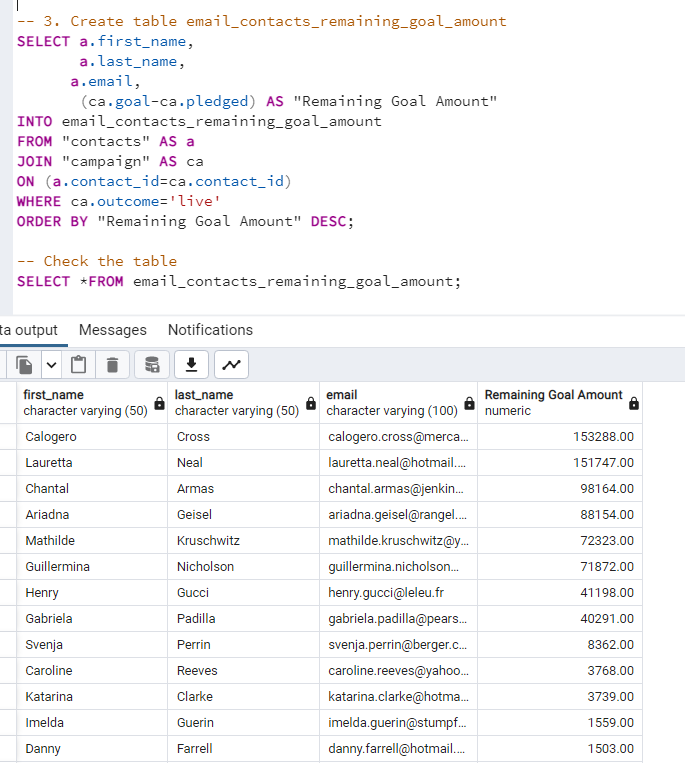 -- 3. Create table email_contacts_remaining_goal_amount
SELECT a.first_name,
a.last_name,
a.email,
(ca.goal-ca.pledged) AS "Remaining Goal Amount"
INTO email_contacts_remaining_goal_amount
FROM "contacts" AS a
JOIN "campaign" AS ca
ON (a.contact_id=ca.contact_id)
WHERE ca.outcome='live'
ORDER BY "Remaining Goal Amount" DESC;
-- Check the table
SELECT *FROM email_contacts_remaining_goal_amount;
ta output Messages Notifications
first_name last_name email Remaining Goal Amount
character varying (50) character varying (50) character varying (100) numeric
Calogero Cross calogero.cross@merca... 153288.00
Lauretta Neal lauretta.neal@hotmail.... 151747.00
Chantal Armas chantal.armas@jenkin... 98164.00
Ariadna Geisel ariadna.geisel@rangel.... 88154.00
Mathilde Kruschwitz mathilde.kruschwitz@y... 72323.00
Guillermina Nicholson guillermina.nicholson... 71872.00
Henry Gucci henry.gucci@leleu.fr 41198.00
Gabriela Padilla gabriela.padilla@pears... 40291.00
Svenja Perrin svenja.perrin@berger.c... 8362.00
Caroline Reeves caroline.reeves@yahoo... 3768.00
Katarina Clarke katarina.clarke@hotma... 3739.00
Imelda Guerin imelda.guerin@stumpf... 1559.00
Danny Farrell danny.farrell@hotmail.... 1503.00